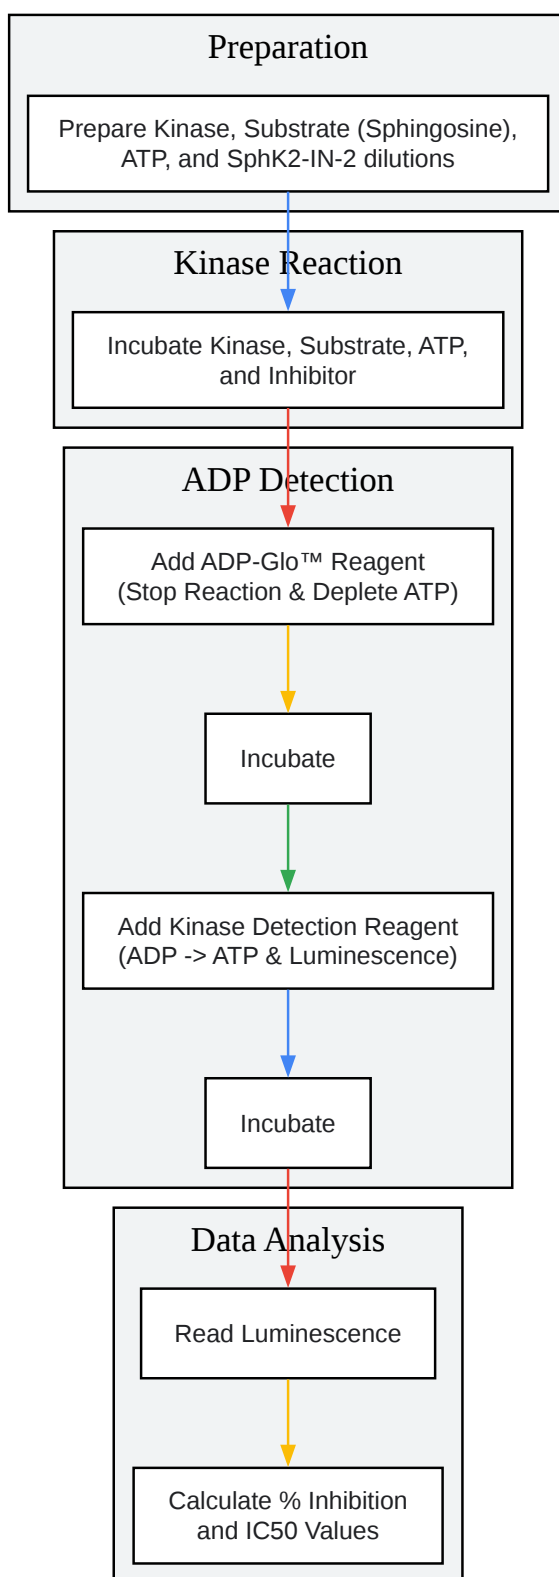 Preparation
Prepare Kinase, Substrate (Sphingosine),
ATP, and SphK2-IN-2 dilutions
Kinase Reaction
Incubate Kinase, Substrate, ATP,
and Inhibitor
ADP Detection
Add ADP-Glo™ Reagent
(Stop Reaction & Deplete ATP)
Incubate
Add Kinase Detection Reagent
(ADP -> ATP & Luminescence)
Incubate
Data Analysis
Read Luminescence
Calculate % Inhibition
and IC50 Values